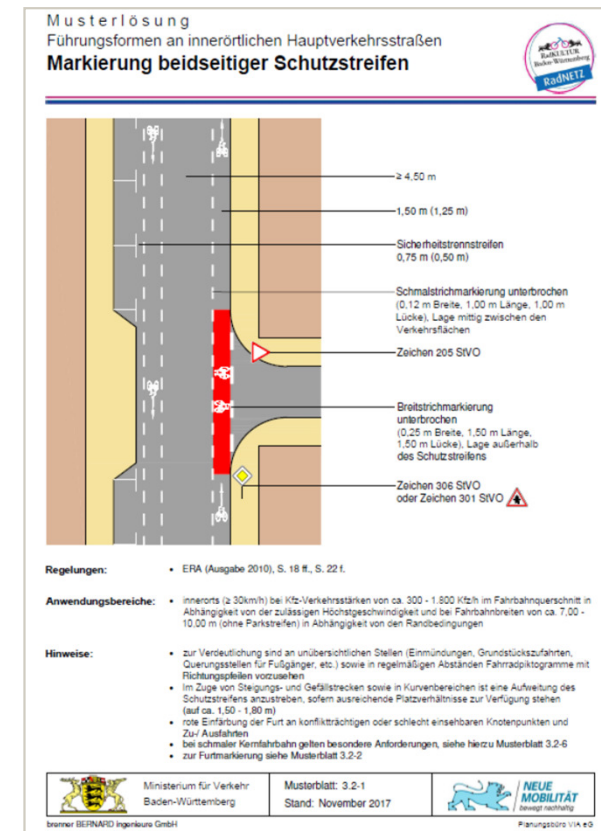 Musterlösung
Führungsformen an innerörtlichen Hauptverkehrsstraßen
Markierung beidseitiger Schutzstreifen
RadKULTUR
Baden-Württemberg
RadNETZ
≥ 4,50 m
1,50 m (1,25 m)
Sicherheitstrennstreifen
0,75 m (0,50 m)
Schmalstrichmarkierung unterbrochen
(0,12 m Breite, 1,00 m Länge, 1,00 m
Lücke), Lage mittig zwischen den
Verkehrsflächen
Zeichen 205 StVO
Breitstrichmarkierung
unterbrochen
(0,25 m Breite, 1,50 m Länge,
1,50 m Lücke), Lage außerhalb
des Schutzstreifens
Zeichen 306 StVO
oder Zeichen 301 StVO
Regelungen:
• ERA (Ausgabe 2010), S. 18 ff., S. 22 f.
Anwendungsbereiche:
• innerorts (≥ 30km/h) bei Kfz-Verkehrsstärken von ca. 300 - 1.800 Kfz/h im Fahrbahnquerschnitt in
Abhängigkeit von der zulässigen Höchstgeschwindigkeit und bei Fahrbahnbreiten von ca. 7,00 -
10,00 m (ohne Parkstreifen) in Abhängigkeit von den Randbedingungen
Hinweise:
• zur Verdeutlichung sind an unübersichtlichen Stellen (Einmündungen, Grundstückszufahrten,
Querungsstellen für Fußgänger, etc.) sowie in regelmäßigen Abständen Fahrradpiktogramme mit
Richtungspfeilen vorzusehen
• im Zuge von Steigungs- und Gefällstrecken sowie in Kurvenbereichen ist eine Aufweitung des
Schutzstreifens anzustreben, sofern ausreichende Platzverhältnisse zur Verfügung stehen
(auf ca. 1,50 - 1,80 m)
• rote Einfärbung der Furt an konfliktträchtigen oder schlecht einsehbaren Knotenpunkten und
Zu-/ Ausfahrten
• bei schmaler Kernfahrbahn gelten besondere Anforderungen, siehe hierzu Musterblatt 3.2-6
• zur Furtmarkierung siehe Musterblatt 3.2-2
Ministerium für Verkehr
Baden-Württemberg
Musterblatt: 3.2-1
Stand: November 2017
NEUE
MOBILITÄT
bewegt nachhaltig
brenner BERNARD ingenieure GmbH
Planungsbüro VIA eG